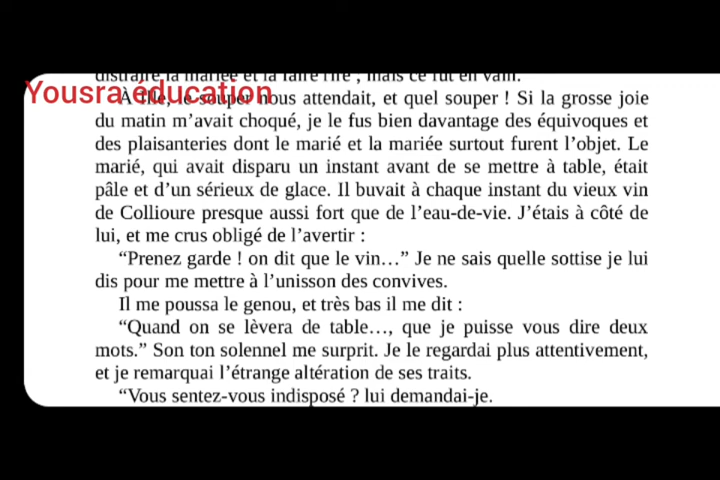 distraire la mariée et la faire rire ; mais ce fut en vain.
Yousra éducation
À Ille, le souper nous attendait, et quel souper ! Si la grosse joie
du matin m’avait choqué, je le fus bien davantage des équivoques et
des plaisanteries dont le marié et la mariée surtout furent l’objet. Le
marié, qui avait disparu un instant avant de se mettre à table, était
pâle et d’un sérieux de glace. Il buvait à chaque instant du vieux vin
de Collioure presque aussi fort que de l’eau-de-vie. J’étais à côté de
lui, et me crus obligé de l’avertir :
“Prenez garde ! on dit que le vin…” Je ne sais quelle sottise je lui
dis pour me mettre à l’unisson des convives.
Il me poussa le genou, et très bas il me dit :
“Quand on se lèvera de table…, que je puisse vous dire deux
mots.” Son ton solennel me surprit. Je le regardai plus attentivement,
et je remarquai l’étrange altération de ses traits.
“Vous sentez-vous indisposé ? lui demandai-je.